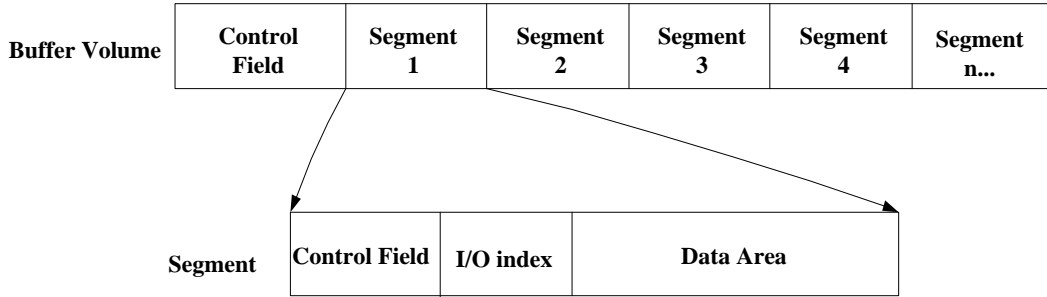 Buffer Volume
Control
Field
Segment
1
Segment
2
Segment
3
Segment
4
Segment
n...
Segment
Control Field
I/O index
Data Area